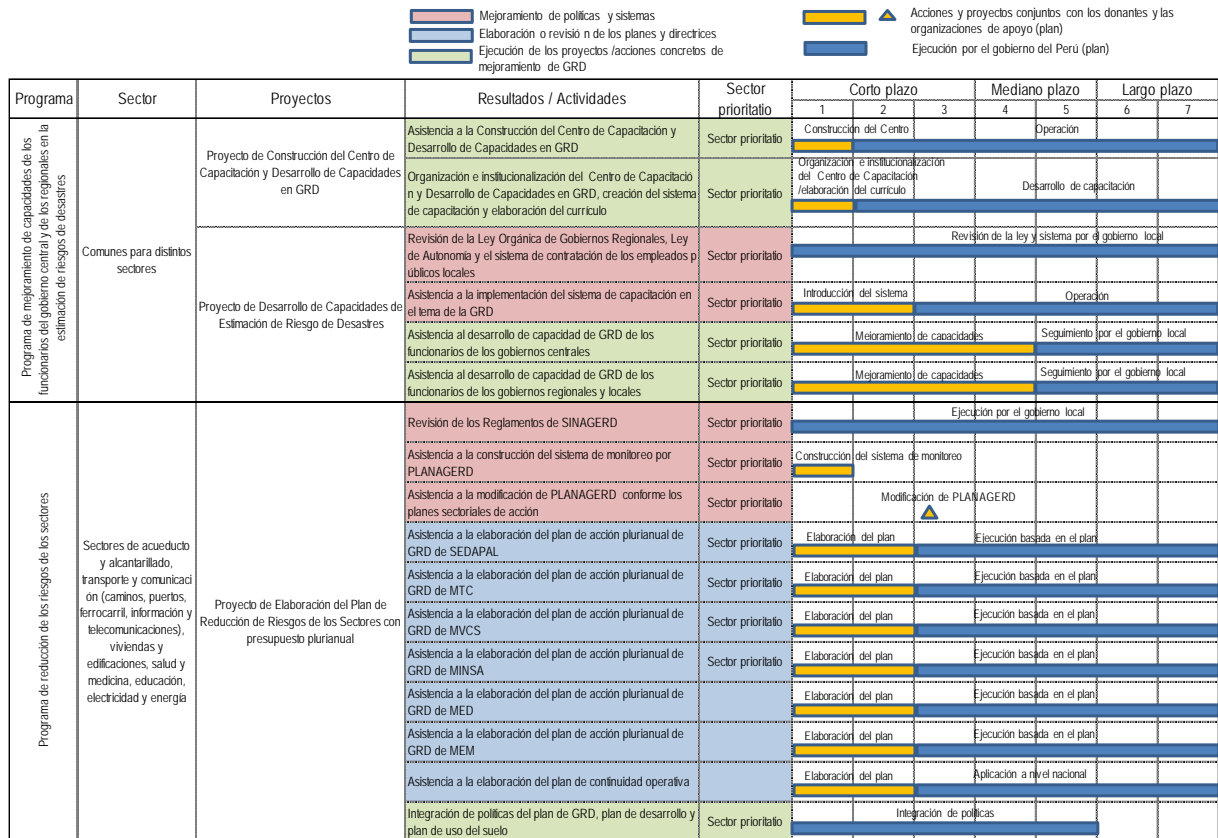 Mejoramiento de políticas y sistemas
Elaboración o revisió n de los planes y directrices
Ejecución de los proyectos /acciones concretos de
mejoramiento de GRD
Acciones y proyectos conjuntos con los donantes y las
organizaciones de apoyo (plan)
Ejecución por el gobierno del Perú (plan)
Programa
Sector
Proyectos
Resultados / Actividades
Sector
prioritatio
Corto plazo
Mediano plazo
Largo plazo
1 2 3 4 5 6 7
Programa de mejoramiento de capacidades de los
funcionarios del gobierno central y de los regionales en la
estimación de riesgos de desastres
Comunes para distintos
sectores
Proyecto de Construcción del Centro de
Capacitación y Desarrollo de Capacidades
en GRD
Asistencia a la Construcción del Centro de Capacitación y
Desarrollo de Capacidades en GRD
Sector prioritatio
Construcción del Centro
Operación
Organización e institucionalización del Centro de Capacitació
n y Desarrollo de Capacidades en GRD, creación del sistema
de capacitación y elaboración del currículo
Sector prioritatio
Organización e institucionalización
del Centro de Capacitación
/elaboración del currículo
Desarrollo de capacitación
Proyecto de Desarrollo de Capacidades de
Estimación de Riesgo de Desastres
Revisión de la Ley Orgánica de Gobiernos Regionales, Ley
de Autonomía y el sistema de contratación de los empleados p
úblicos locales
Sector prioritatio
Revisión de la ley y sistema por el gobierno local
Asistencia a la implementación del sistema de capacitación en
el tema de la GRD
Sector prioritatio
Introducción del sistema
Operación
Asistencia al desarrollo de capacidad de GRD de los
funcionarios de los gobiernos centrales
Sector prioritatio
Mejoramiento de capacidades
Seguimiento por el gobierno local
Asistencia al desarrollo de capacidad de GRD de los
funcionarios de los gobiernos regionales y locales
Sector prioritatio
Mejoramiento de capacidades
Seguimiento por el gobierno local
Programa de reducción de los riesgos de los sectores
Sectores de acueducto
y alcantarillado,
transporte y comunicaci
ón (caminos, puertos,
ferrocarril, información y
telecomunicaciones),
viviendas y
edificaciones, salud y
medicina, educación,
electricidad y energía
Proyecto de Elaboración del Plan de
Reducción de Riesgos de los Sectores con
presupuesto plurianual
Revisión de los Reglamentos de SINAGERD
Sector prioritatio
Ejecución por el gobierno local
Asistencia a la construcción del sistema de monitoreo por
PLANAGERD
Sector prioritatio
Construcción del sistema de monitoreo
Asistencia a la modificación de PLANAGERD conforme los
planes sectoriales de acción
Sector prioritatio
Modificación de PLANAGERD
Asistencia a la elaboración del plan de acción plurianual de
GRD de SEDAPAL
Sector prioritatio
Elaboración del plan
Ejecución basada en el plan
Asistencia a la elaboración del plan de acción plurianual de
GRD de MTC
Sector prioritatio
Elaboración del plan
Ejecución basada en el plan
Asistencia a la elaboración del plan de acción plurianual de
GRD de MVCS
Sector prioritatio
Elaboración del plan
Ejecución basada en el plan
Asistencia a la elaboración del plan de acción plurianual de
GRD de MINSA
Sector prioritatio
Elaboración del plan
Ejecución basada en el plan
Asistencia a la elaboración del plan de acción plurianual de
GRD de MED
Elaboración del plan
Ejecución basada en el plan
Asistencia a la elaboración del plan de acción plurianual de
GRD de MEM
Elaboración del plan
Ejecución basada en el plan
Asistencia a la elaboración del plan de continuidad operativa
Elaboración del plan
Aplicación a nivel nacional
Integración de políticas del plan de GRD, plan de desarrollo y
plan de uso del suelo
Sector prioritatio
Integración de políticas